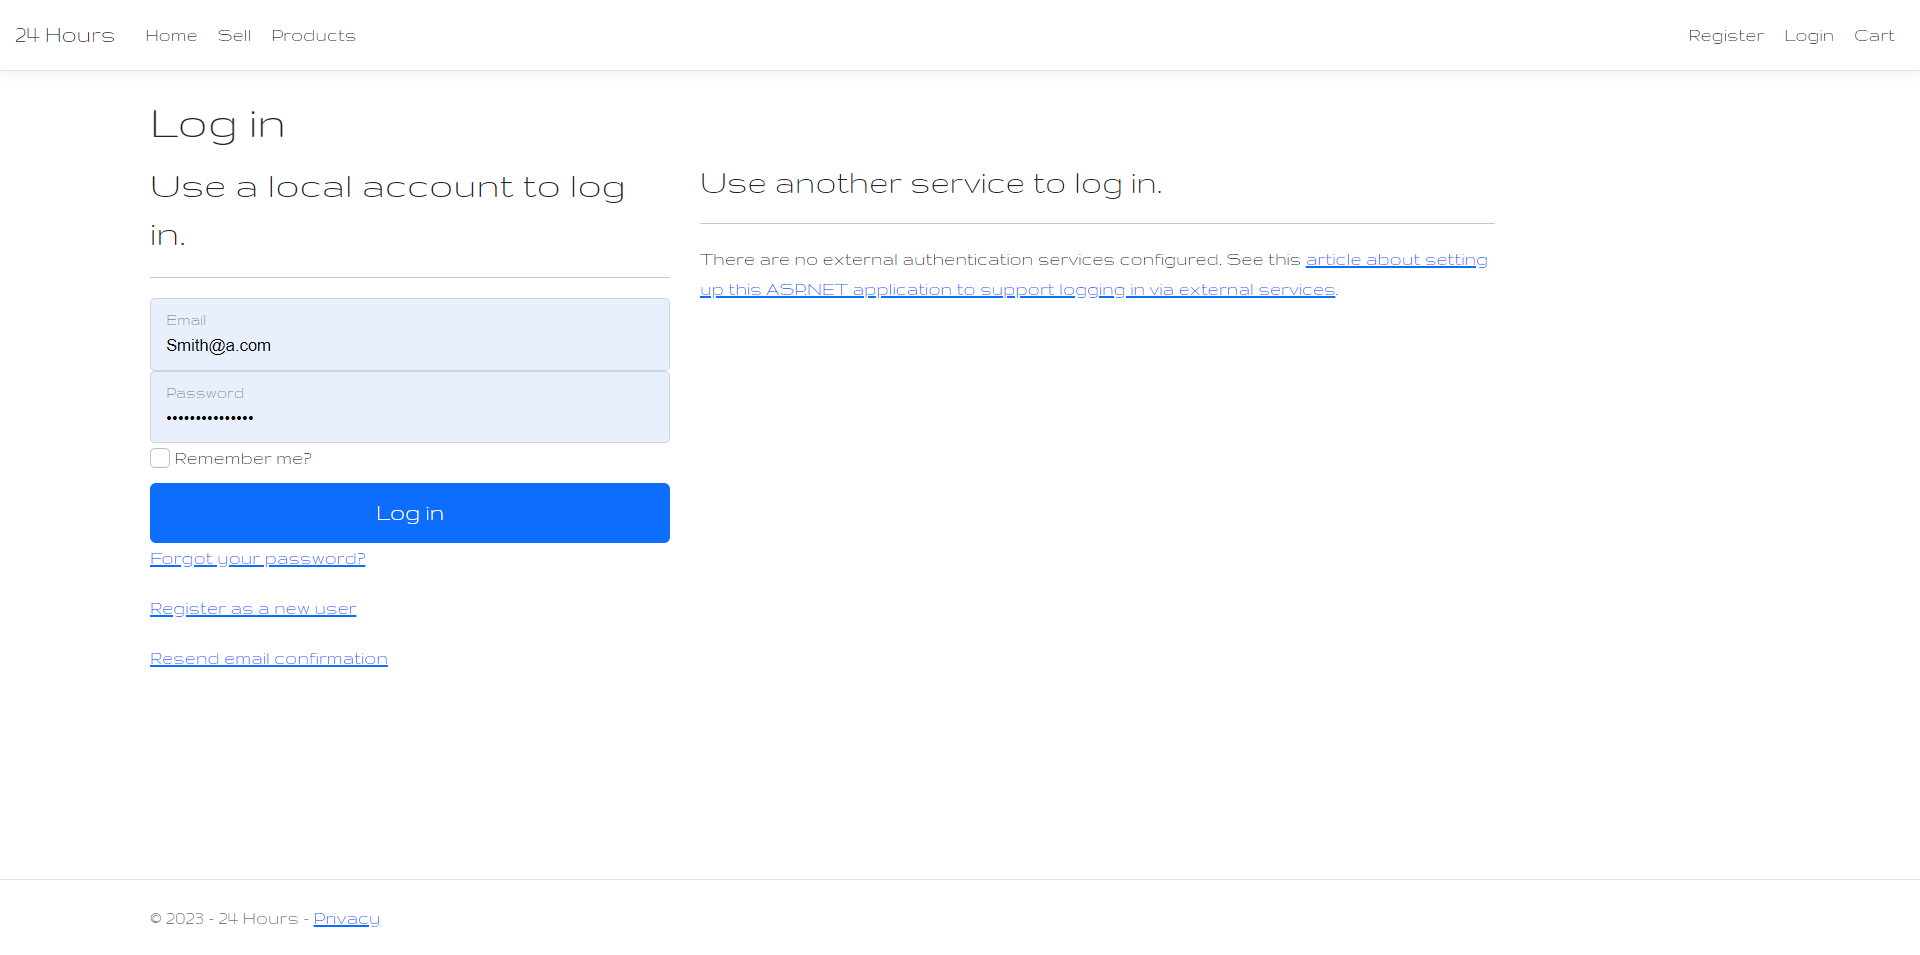 24 Hours Home Sell Products Register Login Cart
Log in
Use a local account to log
in.
Email
Smith@a.com
Password
•••••••••••••••
Remember me?
Log in
Forgot your password?
Register as a new user
Resend email confirmation
Use another service to log in.
There are no external authentication services configured. See this article about setting
up this ASP.NET application to support logging in via external services.
© 2023 - 24 Hours - Privacy